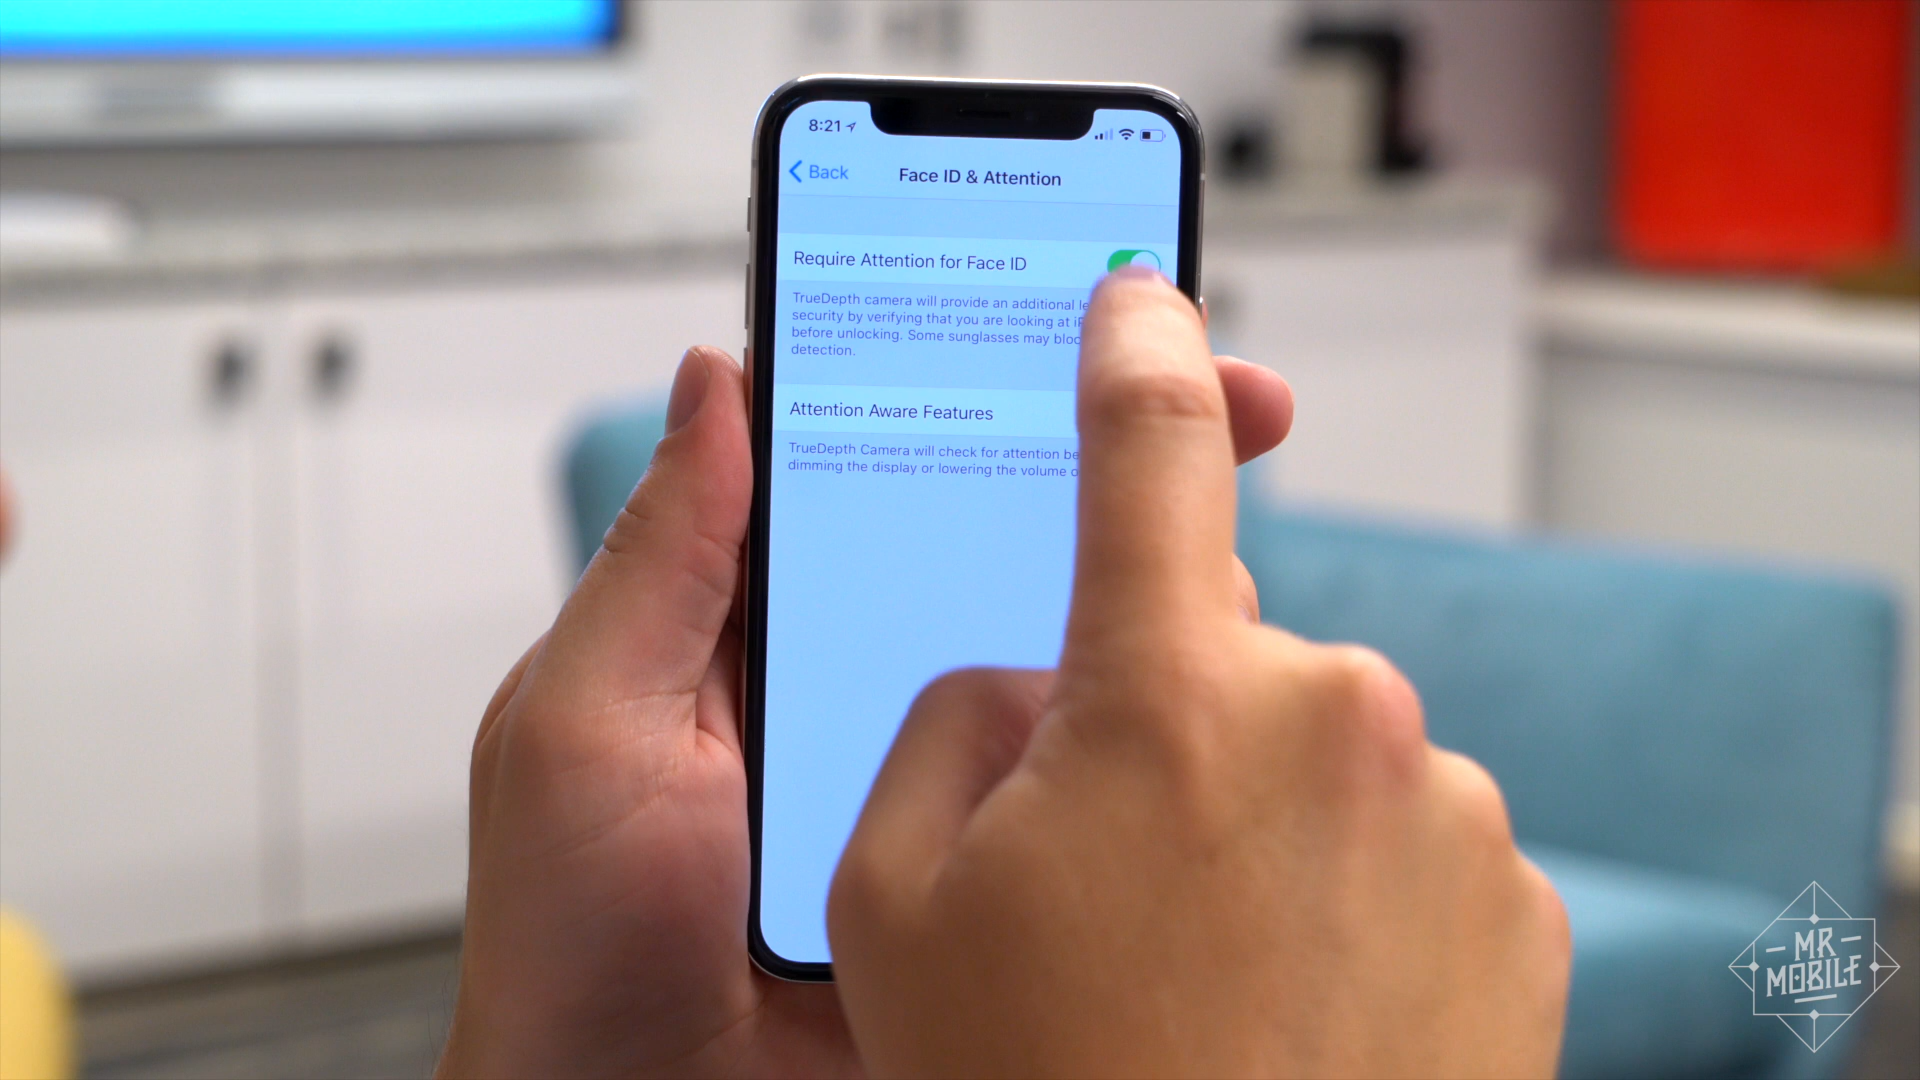 8:21
Back
Face ID & Attention
Require Attention for Face ID
TrueDepth camera will provide an additional
security by verifying that you are looking at
before unlocking. Some sunglasses may
detection.
Attention Aware Features
TrueDepth Camera will check for attention
dimming the display or lowering the volume
MR
MOBILE